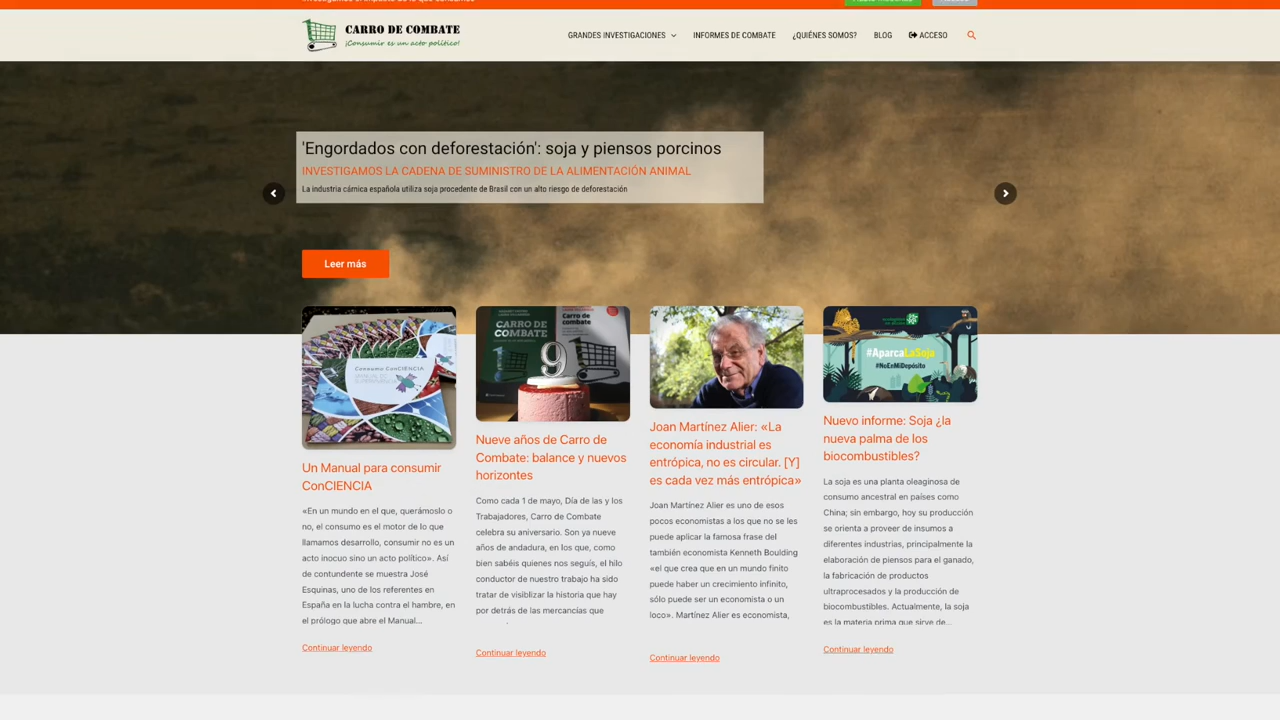 CARRO DE COMBATE
¡Consumir es un acto político!
GRANDES INVESTIGACIONES
INFORMES DE COMBATE
¿QUIÉNES SOMOS?
BLOG
ACCESO
'Engordados con deforestación': soja y piensos porcinos
INVESTIGAMOS LA CADENA DE SUMINISTRO DE LA ALIMENTACIÓN ANIMAL
La industria cárnica española utiliza soja procedente de Brasil con un alto riesgo de deforestación
Leer más
Consumo ConCIENCIA
Un Manual para consumir
ConCIENCIA
«En un mundo en el que, querámoslo o
no, el consumo es el motor de lo que
llamamos desarrollo, consumir no es un
acto inocuo sino un acto político». Así
de contundente se muestra José
Esquinas, uno de los referentes en
España en la lucha contra el hambre, en
el prólogo que abre el Manual...
Continuar leyendo
CARRO DE
COMBATE
Carro de
combate
9
Nueve años de Carro de
Combate: balance y nuevos
horizontes
Como cada 1 de mayo, Día de las y los
Trabajadores, Carro de Combate
celebra su aniversario. Son ya nueve
años de andadura, en los que, como
bien sabéis quienes nos seguís, el hilo
conductor de nuestro trabajo ha sido
tratar de visiblizar la historia que hay
por detrás de las mercancías que
Continuar leyendo
Joan Martínez Alier: «La
economía industrial es
entrópica, no es circular. [Y]
es cada vez más entrópica»
Joan Martínez Alier es uno de esos
pocos economistas a los que no se les
puede aplicar la famosa frase del
también economista Kenneth Boulding
«el que crea que en un mundo finito
puede haber un crecimiento infinito,
sólo puede ser un economista o un
loco». Martínez Alier es economista,
Continuar leyendo
#AparcaLaSoja
#NoEnMiDepósito
Nuevo informe: Soja ¿la
nueva palma de los
biocombustibles?
La soja es una planta oleaginosa de
consumo ancestral en países como
China; sin embargo, hoy su producción
se orienta a proveer de insumos a
diferentes industrias, principalmente la
elaboración de piensos para el ganado,
la fabricación de productos
ultraprocesados y la producción de
biocombustibles. Actualmente, la soja
es la materia prima que sirve de...
Continuar leyendo